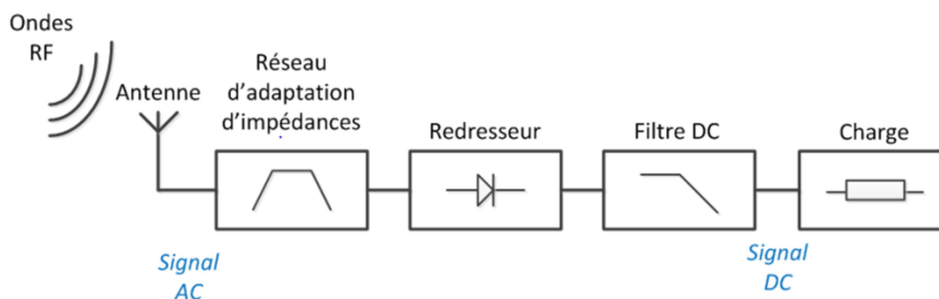 Ondes
RF
Antenne
Réseau
d'adaptation
d'impédances
Redresseur
Filtre DC
Charge
Signal
AC
Signal
DC